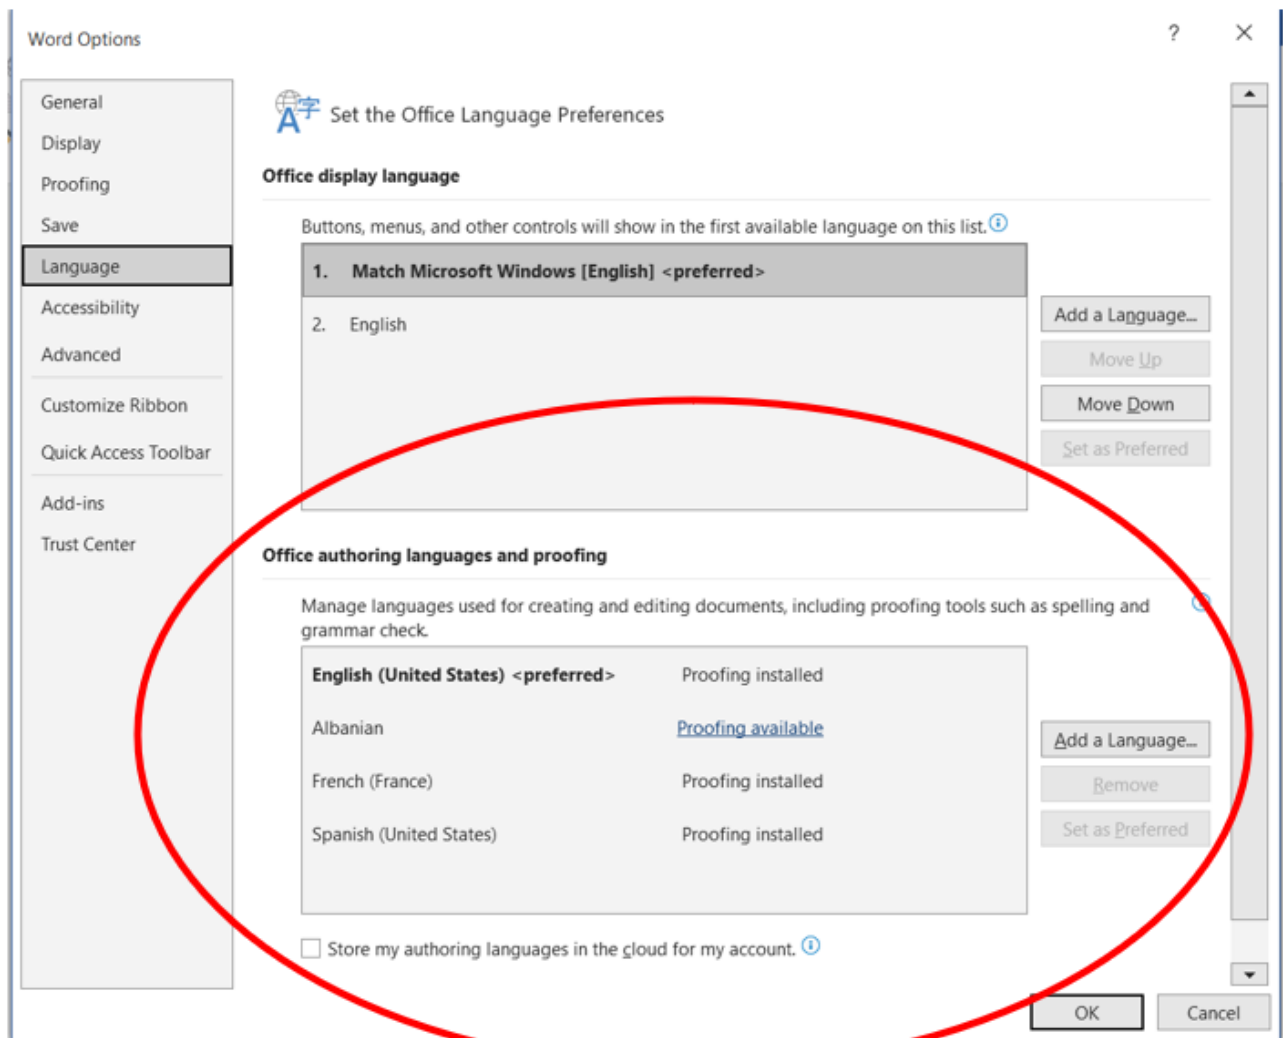 Word Options
?
General
Display
Proofing
Save
Language
Accessibility
Advanced
Customize Ribbon
Quick Access Toolbar
Add-ins
Trust Center
A字 Set the Office Language Preferences
Office display language
Buttons, menus, and other controls will show in the first available language on this list.
1. Match Microsoft Windows [English] <preferred>
2. English
Add a Language...
Move Up
Move Down
Set as Preferred
Office authoring languages and proofing
Manage languages used for creating and editing documents, including proofing tools such as spelling and
grammar check.
English (United States) <preferred> Proofing installed
Albanian Proofing available
French (France) Proofing installed
Spanish (United States) Proofing installed
Add a Language...
Remove
Set as Preferred
Store my authoring languages in the cloud for my account.
OK
Cancel